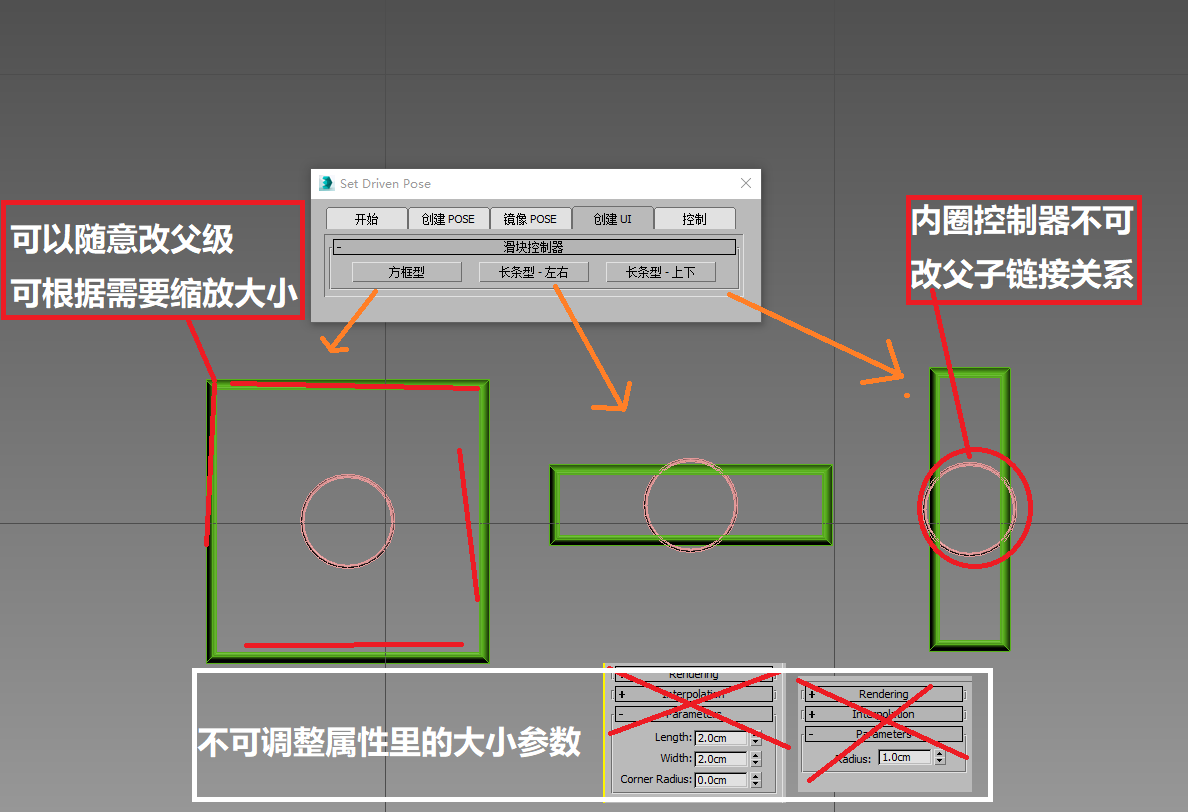 Set Driven Pose
开始
创建 POSE
镜像 POSE
创建 UI
控制
- 滑块控制器
方框型
长条型 - 左右
长条型 - 上下
可以随意改父级
可根据需要缩放大小
内圈控制器不可
改父子链接关系
不可调整属性里的大小参数
Rendering
+ Interpolation
- Parameters
Length: 2.0cm
Width: 2.0cm
Corner Radius: 0.0cm
+ Rendering
+ Interpolation
- Parameters
Radius: 1.0cm